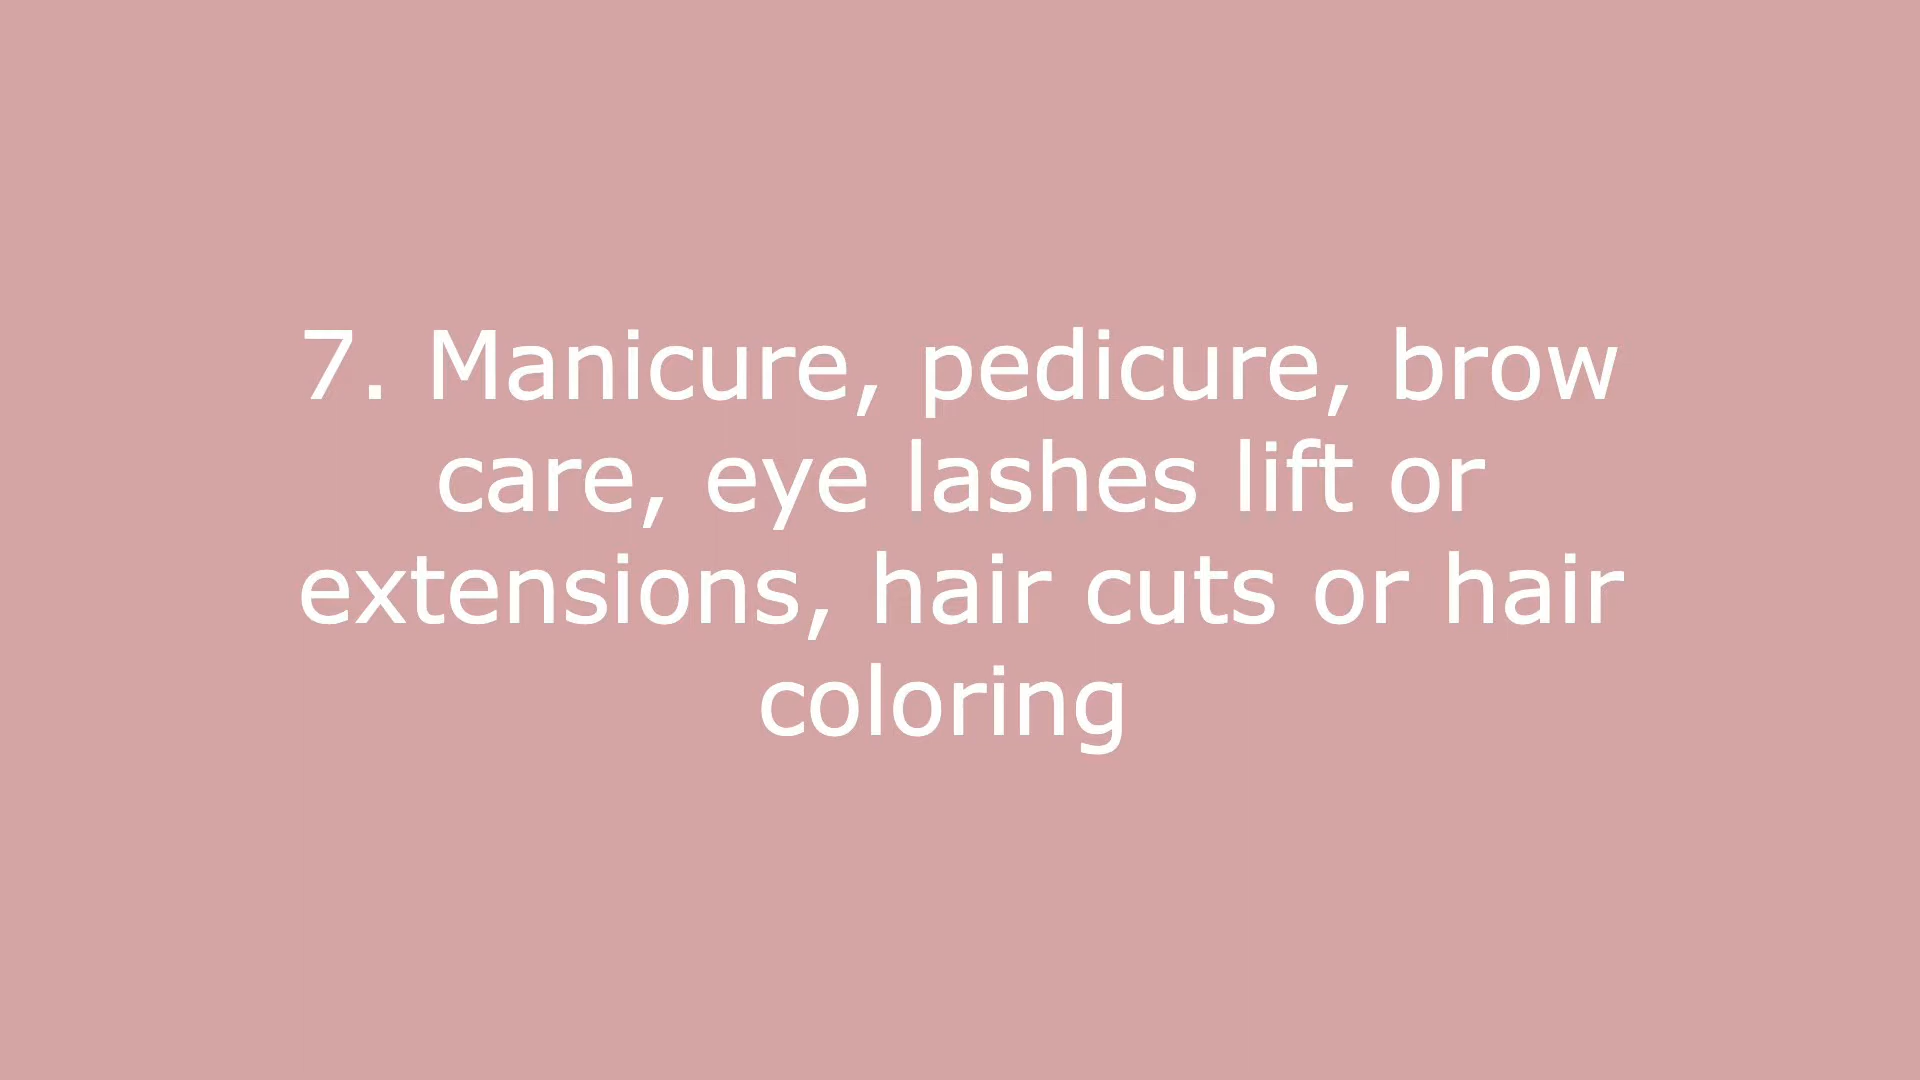 7. Manicure, pedicure, brow
care, eye lashes lift or
extensions, hair cuts or hair
coloring